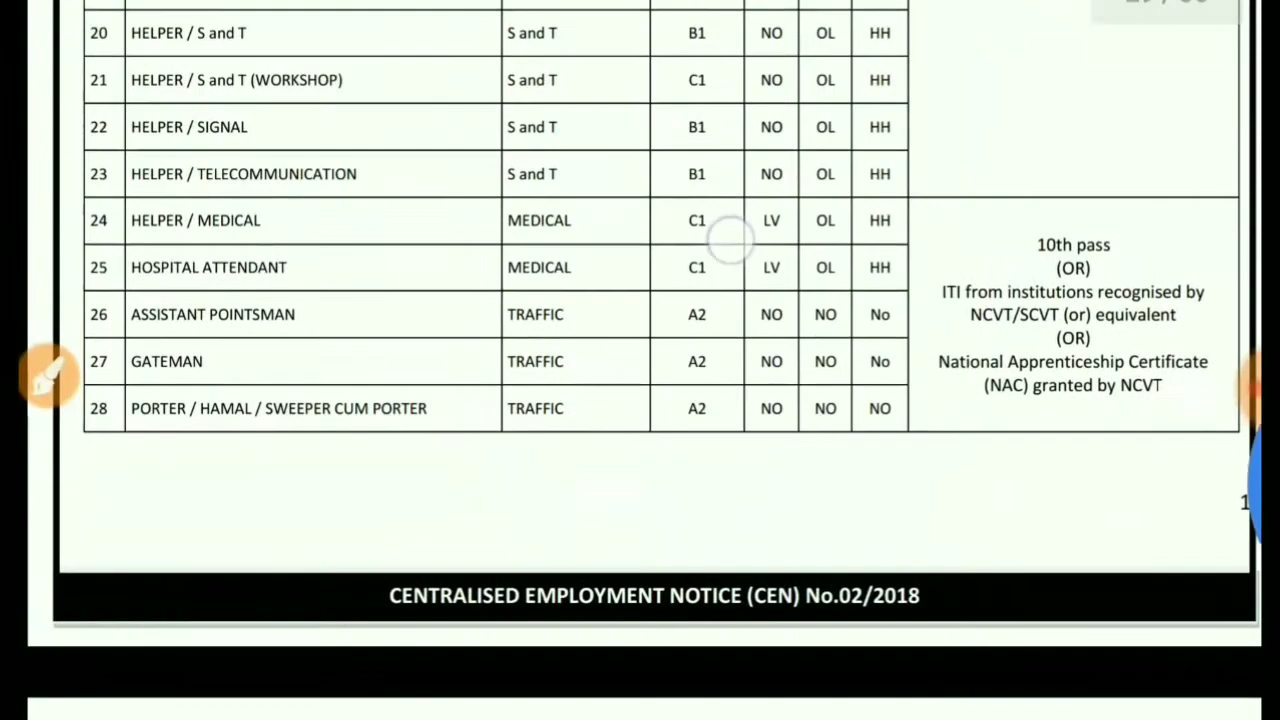 20 HELPER / S and T S and T B1 NO OL HH
21 HELPER / S and T (WORKSHOP) S and T C1 NO OL HH
22 HELPER / SIGNAL S and T B1 NO OL HH
23 HELPER / TELECOMMUNICATION S and T B1 NO OL HH
24 HELPER / MEDICAL MEDICAL C1 LV OL HH
25 HOSPITAL ATTENDANT MEDICAL C1 LV OL HH
26 ASSISTANT POINTSMAN TRAFFIC A2 NO NO No
27 GATEMAN TRAFFIC A2 NO NO No
28 PORTER / HAMAL / SWEEPER CUM PORTER TRAFFIC A2 NO NO NO
10th pass
(OR)
ITI from institutions recognised by
NCVT/SCVT (or) equivalent
(OR)
National Apprenticeship Certificate
(NAC) granted by NCVT
1
CENTRALISED EMPLOYMENT NOTICE (CEN) No.02/2018